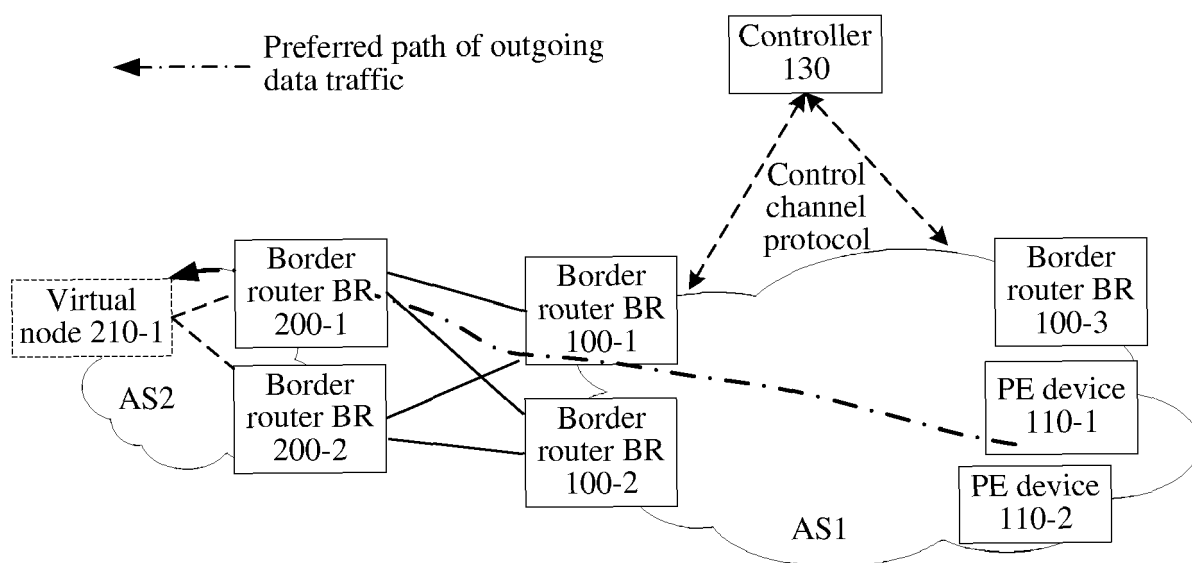 Preferred path of outgoing
data traffic
Controller
130
Control
channel
protocol
Border
router BR
200-1
Virtual
node 210-1
Border
router BR
100-1
Border
router BR
100-3
AS2
Border
router BR
200-2
Border
router BR
100-2
PE device
110-1
PE device
110-2
AS1